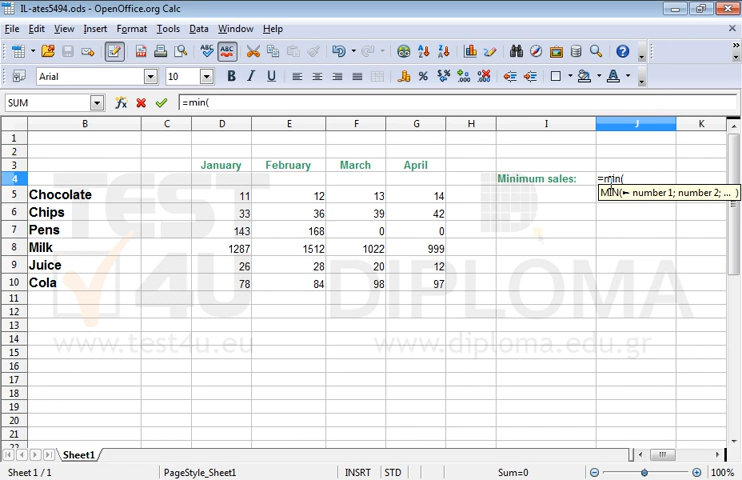 IL-ates5494.ods - OpenOffice.org Calc
File Edit View Insert Format Tools Data Window Help
Arial 10 B I U
SUM =min(
B C D E F G H I J K
1
2
3 January February March April
4 Minimum sales: =min(
MIN( number 1; number 2; ... )
5 Chocolate 11 12 13 14
6 Chips 33 36 39 42
7 Pens 143 168 0 0
8 Milk 1287 1512 1022 999
9 Juice 26 28 20 12
10 Cola 78 84 98 97
11
12
13
14
15
16
17
18
19
20
21
22
TEST4U
www.test4u.eu
D.
DIPLOMA
www.diploma.edu.gr
Sheet1
Sheet 1 / 1 PageStyle_Sheet1 INSRT STD Sum=0 100%